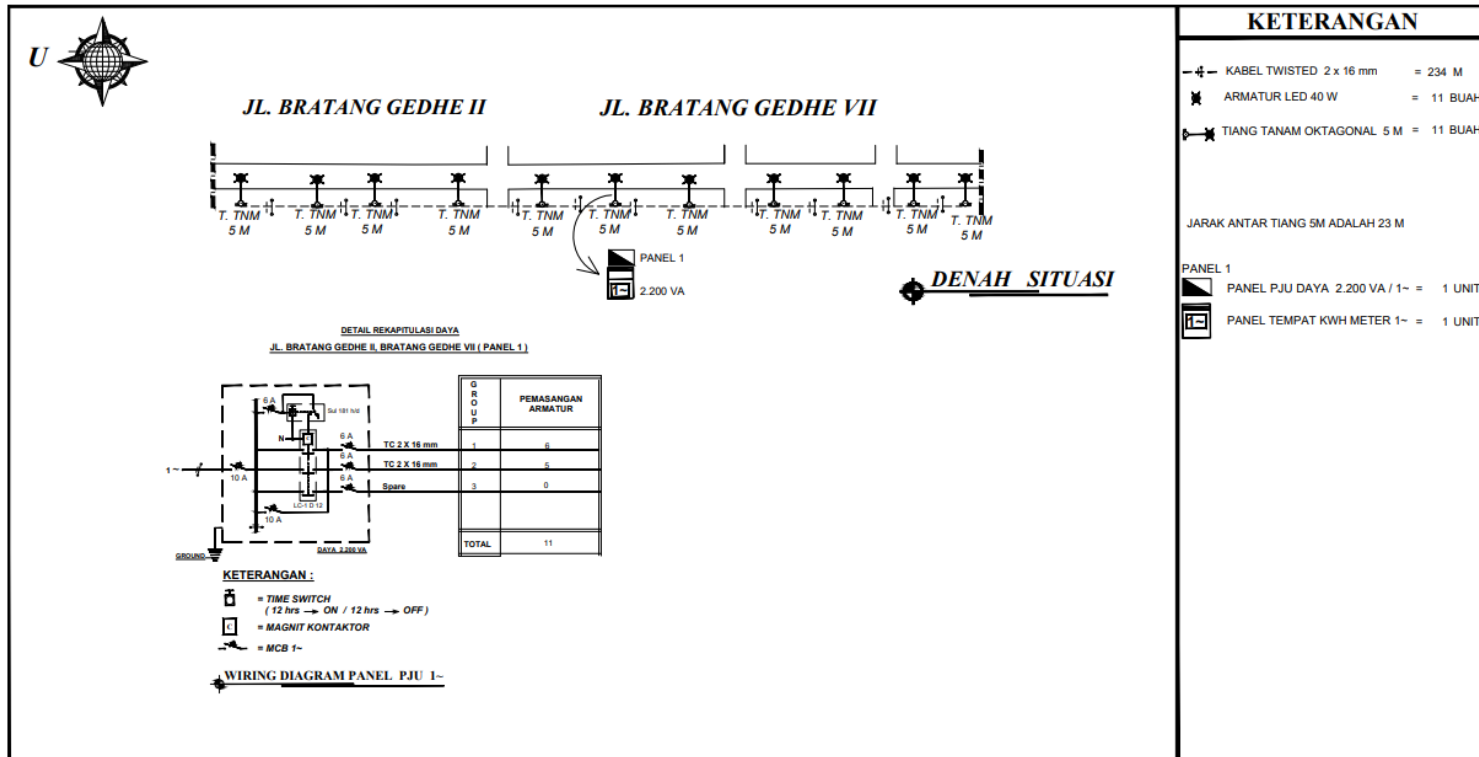 U
JL. BRATANG GEDHE II
JL. BRATANG GEDHE VII
T. TNM
5 M
T. TNM
5 M
T. TNM
5 M
T. TNM
5 M
T. TNM
5 M
T. TNM
5 M
T. TNM
5 M
T. TNM
5 M
T. TNM
5 M
T. TNM
5 M
T. TNM
5 M
PANEL 1
1~ 2.200 VA
DENAH SITUASI
DETAIL REKAPITULASI DAYA
JL. BRATANG GEDHE II, BRATANG GEDHE VII ( PANEL 1 )
6 A
Sul 181 h/d
N
6 A
TC 2 X 16 mm
6 A
TC 2 X 16 mm
1 ~
10 A
6 A
Spare
LC-1 D 12
10 A
GROUND
DAYA 2.200 VA
GROUP PEMASANGAN
ARMATUR
1 6
2 5
3 0
TOTAL 11
KETERANGAN :
= TIME SWITCH
( 12 hrs → ON / 12 hrs → OFF )
C = MAGNIT KONTAKTOR
= MCB 1~
WIRING DIAGRAM PANEL PJU 1~
KETERANGAN
KABEL TWISTED 2 x 16 mm = 234 M
ARMATUR LED 40 W = 11 BUAH
TIANG TANAM OKTAGONAL 5 M = 11 BUAH
JARAK ANTAR TIANG 5M ADALAH 23 M
PANEL 1
PANEL PJU DAYA 2.200 VA / 1~ = 1 UNIT
1~ PANEL TEMPAT KWH METER 1~ = 1 UNIT